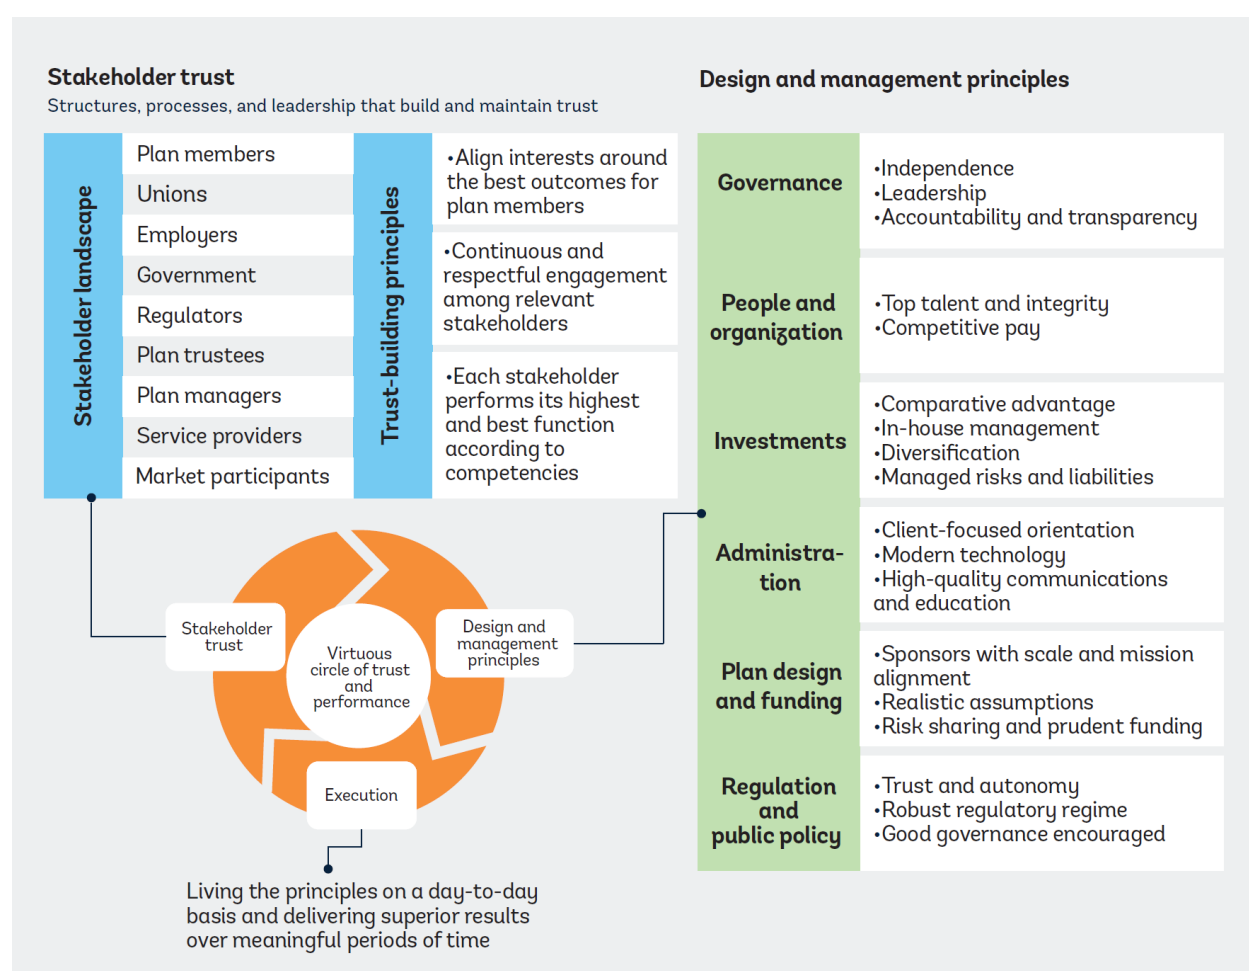 Stakeholder trust
Structures, processes, and leadership that build and maintain trust
Stakeholder landscape
Plan members
Unions
Employers
Government
Regulators
Plan trustees
Plan managers
Service providers
Market participants
Trust-building principles
•Align interests around
the best outcomes for
plan members
•Continuous and
respectful engagement
among relevant
stakeholders
•Each stakeholder
performs its highest
and best function
according to
competencies
Stakeholder
trust
Virtuous
circle of trust
and
performance
Design and
management
principles
Execution
Living the principles on a day-to-day
basis and delivering superior results
over meaningful periods of time
Design and management principles
Governance
•Independence
•Leadership
•Accountability and transparency
People and
organization
•Top talent and integrity
•Competitive pay
Investments
•Comparative advantage
•In-house management
•Diversification
•Managed risks and liabilities
Administra-
tion
•Client-focused orientation
•Modern technology
•High-quality communications
and education
Plan design
and funding
•Sponsors with scale and mission
alignment
•Realistic assumptions
•Risk sharing and prudent funding
Regulation
and
public policy
•Trust and autonomy
•Robust regulatory regime
•Good governance encouraged